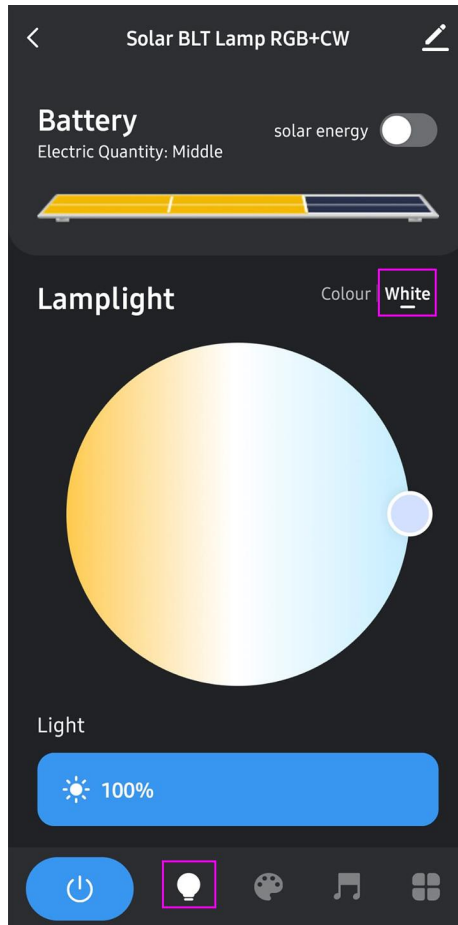 Solar BLT Lamp RGB+CW
Battery
solar energy
Electric Quantity: Middle
Lamplight
Colour | White
Light
100%